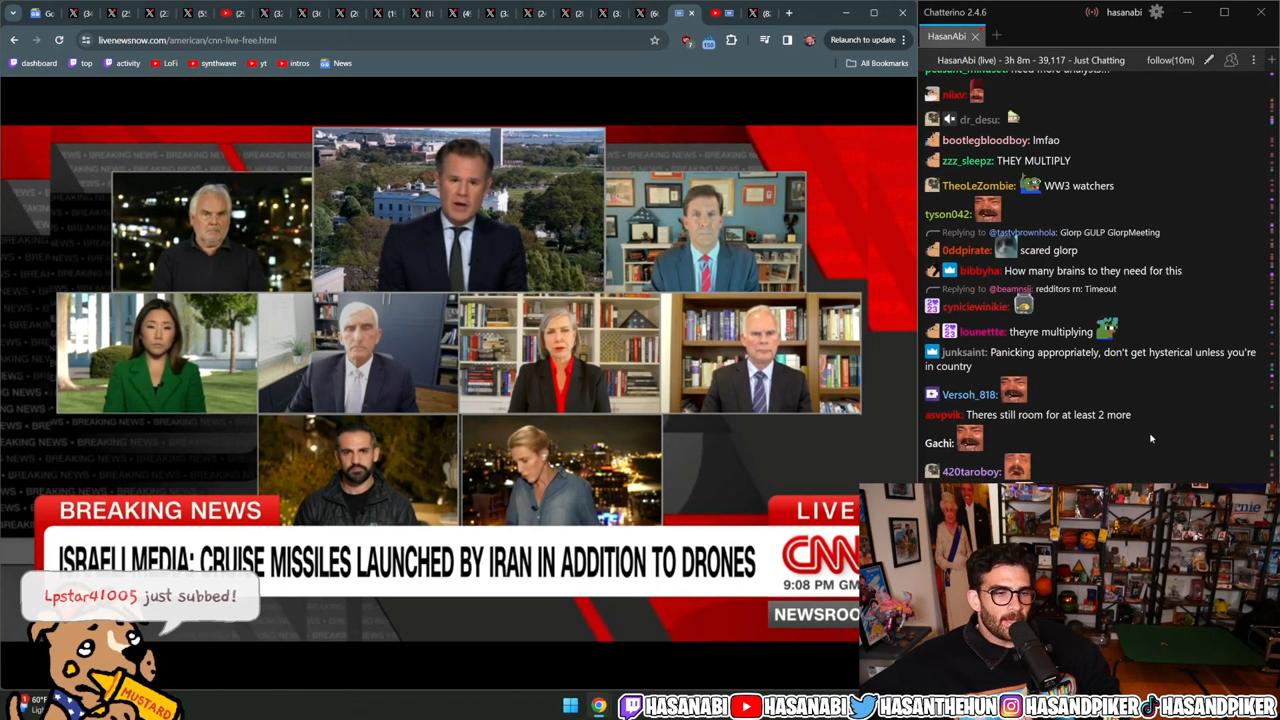 Chatterino 2.4.6
hasanabi
HasanAbi
livenewsnow.com/american/cnn-live-free.html
Relaunch to update
dashboard
top
activity
LoFi
synthwave
yt
intros
News
All Bookmarks
HasanAbi (live) - 3h 8m - 39,117 - Just Chatting
follow(10m)
niixv:
dr_desu:
bootlegbloodboy: lmfao
zzz_sleepz: THEY MULTIPLY
TheoLeZombie: WW3 watchers
tyson042:
Replying to @tastybrownhola: Glorp GULP GlorpMeeting
0ddpirate: scared glorp
bibbyha: How many brains to they need for this
Replying to @beamnsji: redditors rn: Timeout
cyniciewinikie:
lounettte: theyre multiplying
junksaint: Panicking appropriately, don't get hysterical unless you're
in country
Versoh_818:
asvpvik: Theres still room for at least 2 more
Gachi:
420taroboy:
BREAKING NEWS
LIVE
ISRAELI MEDIA: CRUISE MISSILES LAUNCHED BY IRAN IN ADDITION TO DRONES
CNN
9:08 PM GM
NEWSROO
Lpstar41005 just subbed!
MUSTARD
60°F
HASANABI
HASANABI
HASANTHEHUN
HASANDPIKER
HASANDPIKER